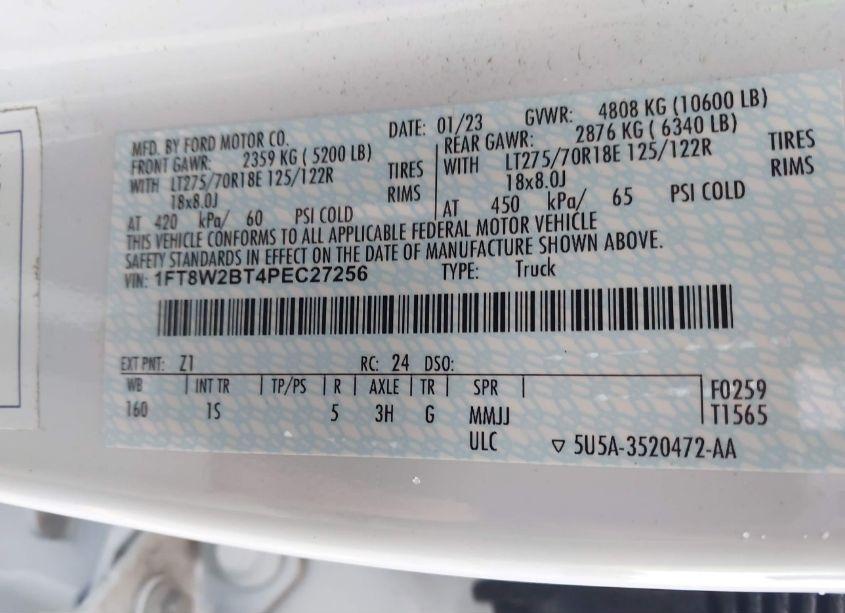 MFD. BY FORD MOTOR CO. DATE: 01/23 GVWR: 4808 KG (10600 LB)
FRONT GAWR: 2359 KG ( 5200 LB) REAR GAWR: 2876 KG ( 6340 LB)
WITH LT275/70R18E 125/122R TIRES WITH LT275/70R18E 125/122R TIRES
18x8.0J RIMS 18x8.0J RIMS
AT 420 kPa/ 60 PSI COLD AT 450 kPa/ 65 PSI COLD
THIS VEHICLE CONFORMS TO ALL APPLICABLE FEDERAL MOTOR VEHICLE
SAFETY STANDARDS IN EFFECT ON THE DATE OF MANUFACTURE SHOWN ABOVE.
VIN: 1FT8W2BT4PEC27256 TYPE: Truck
EXT PNT: Z1 RC: 24 DSO:
WB INT TR TP/PS R AXLE TR SPR F0259
160 1S 5 3H G MMJJ T1565
ULC ▽ 5U5A-3520472-AA